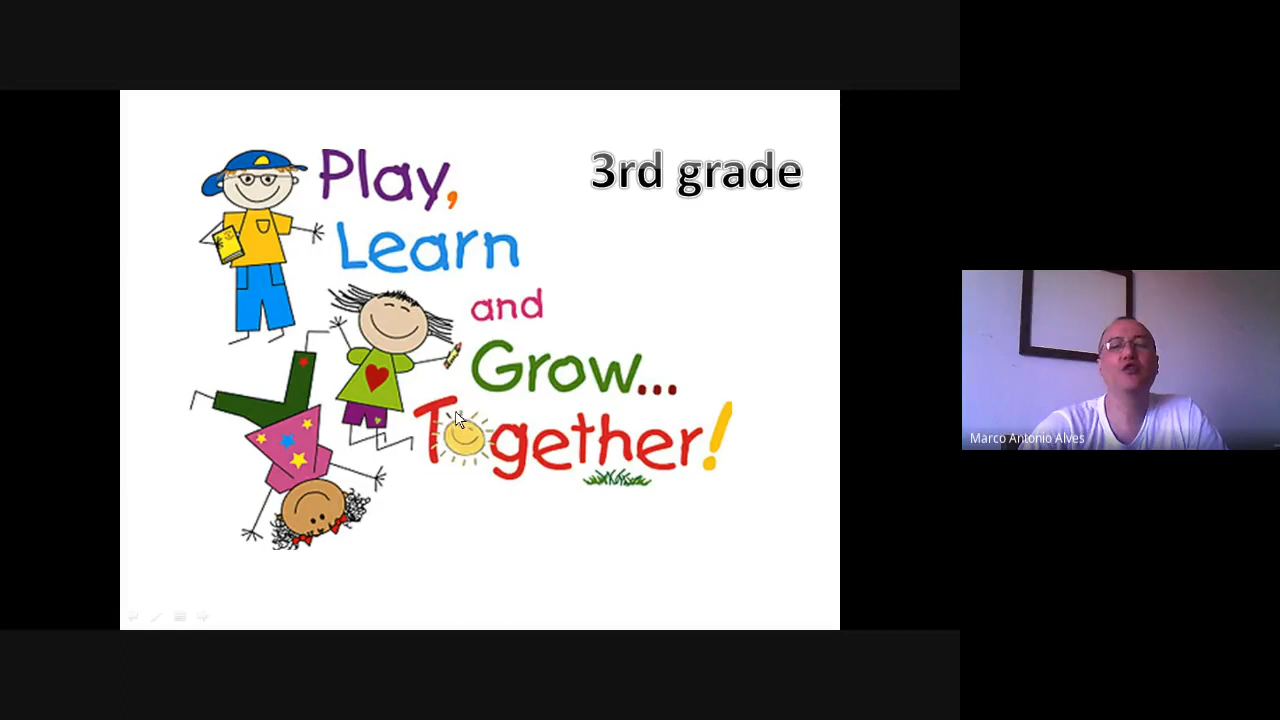 Play,
3rd grade
Learn
and
Grow...
Together!
Marco Antonio Alves